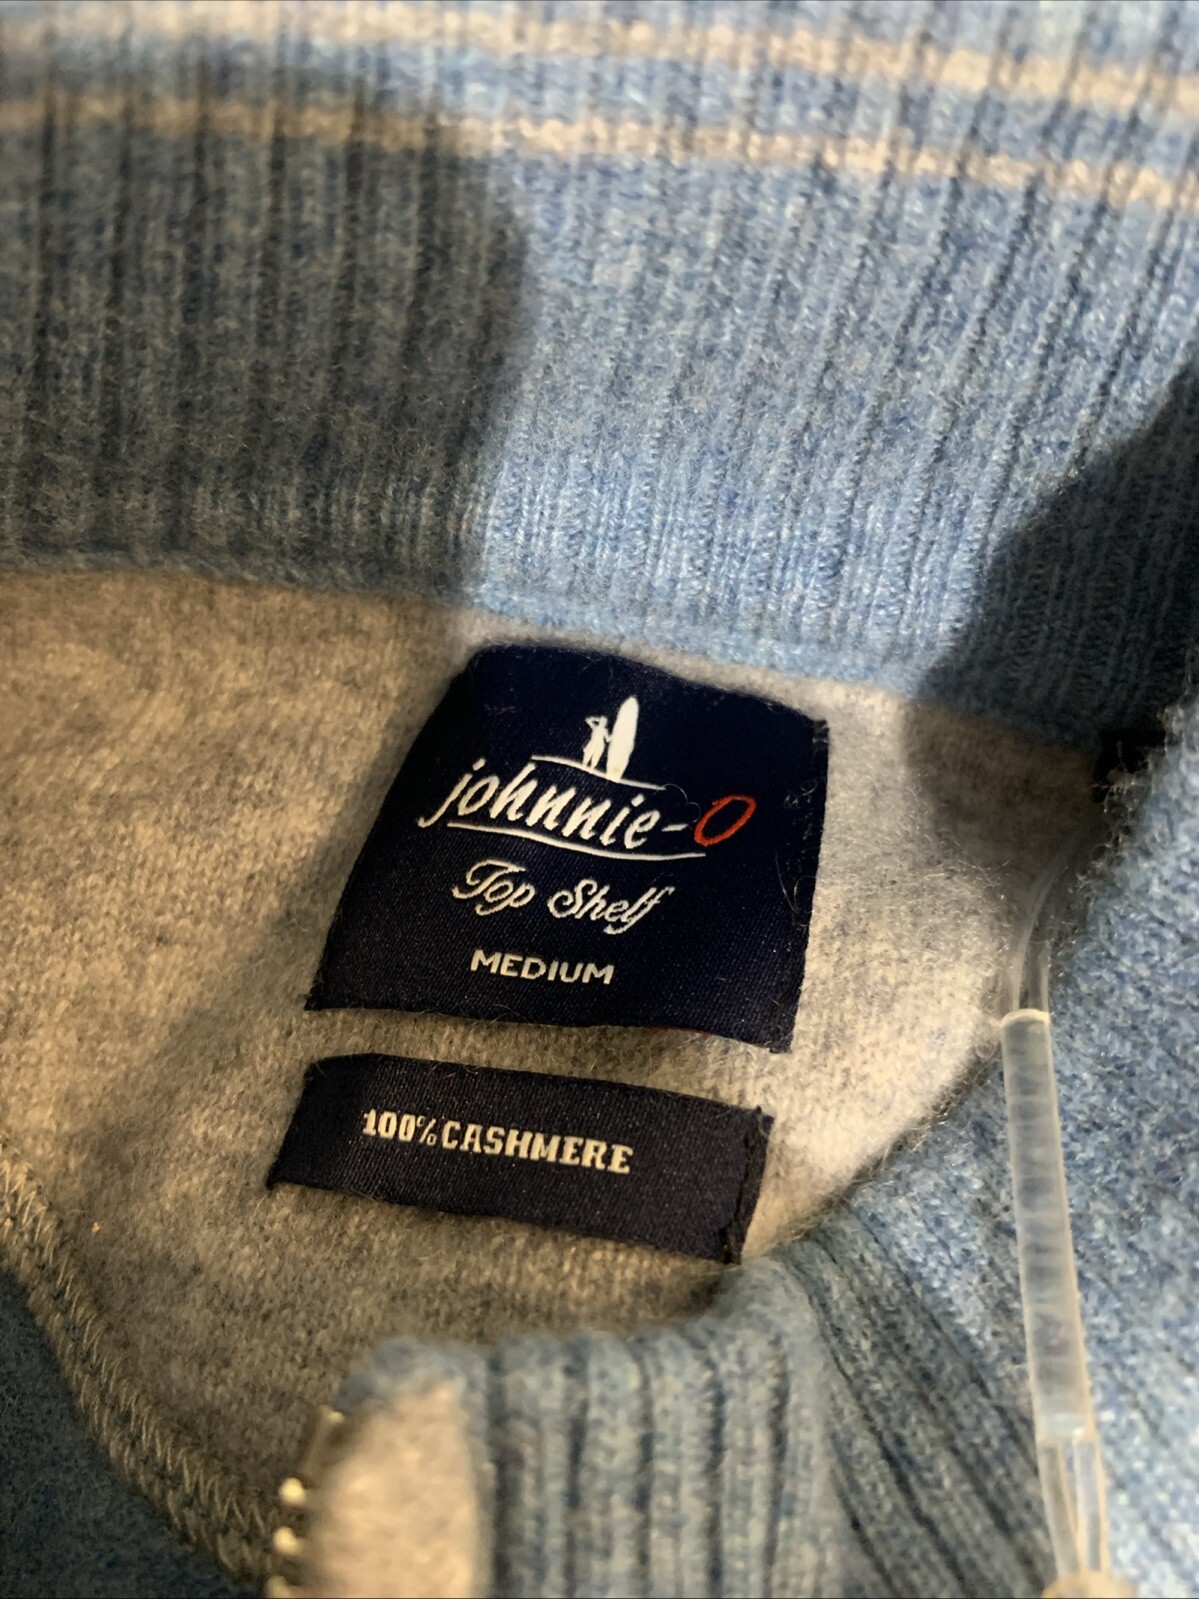 johnnie-O
Top Shelf
MEDIUM
100% CASHMERE